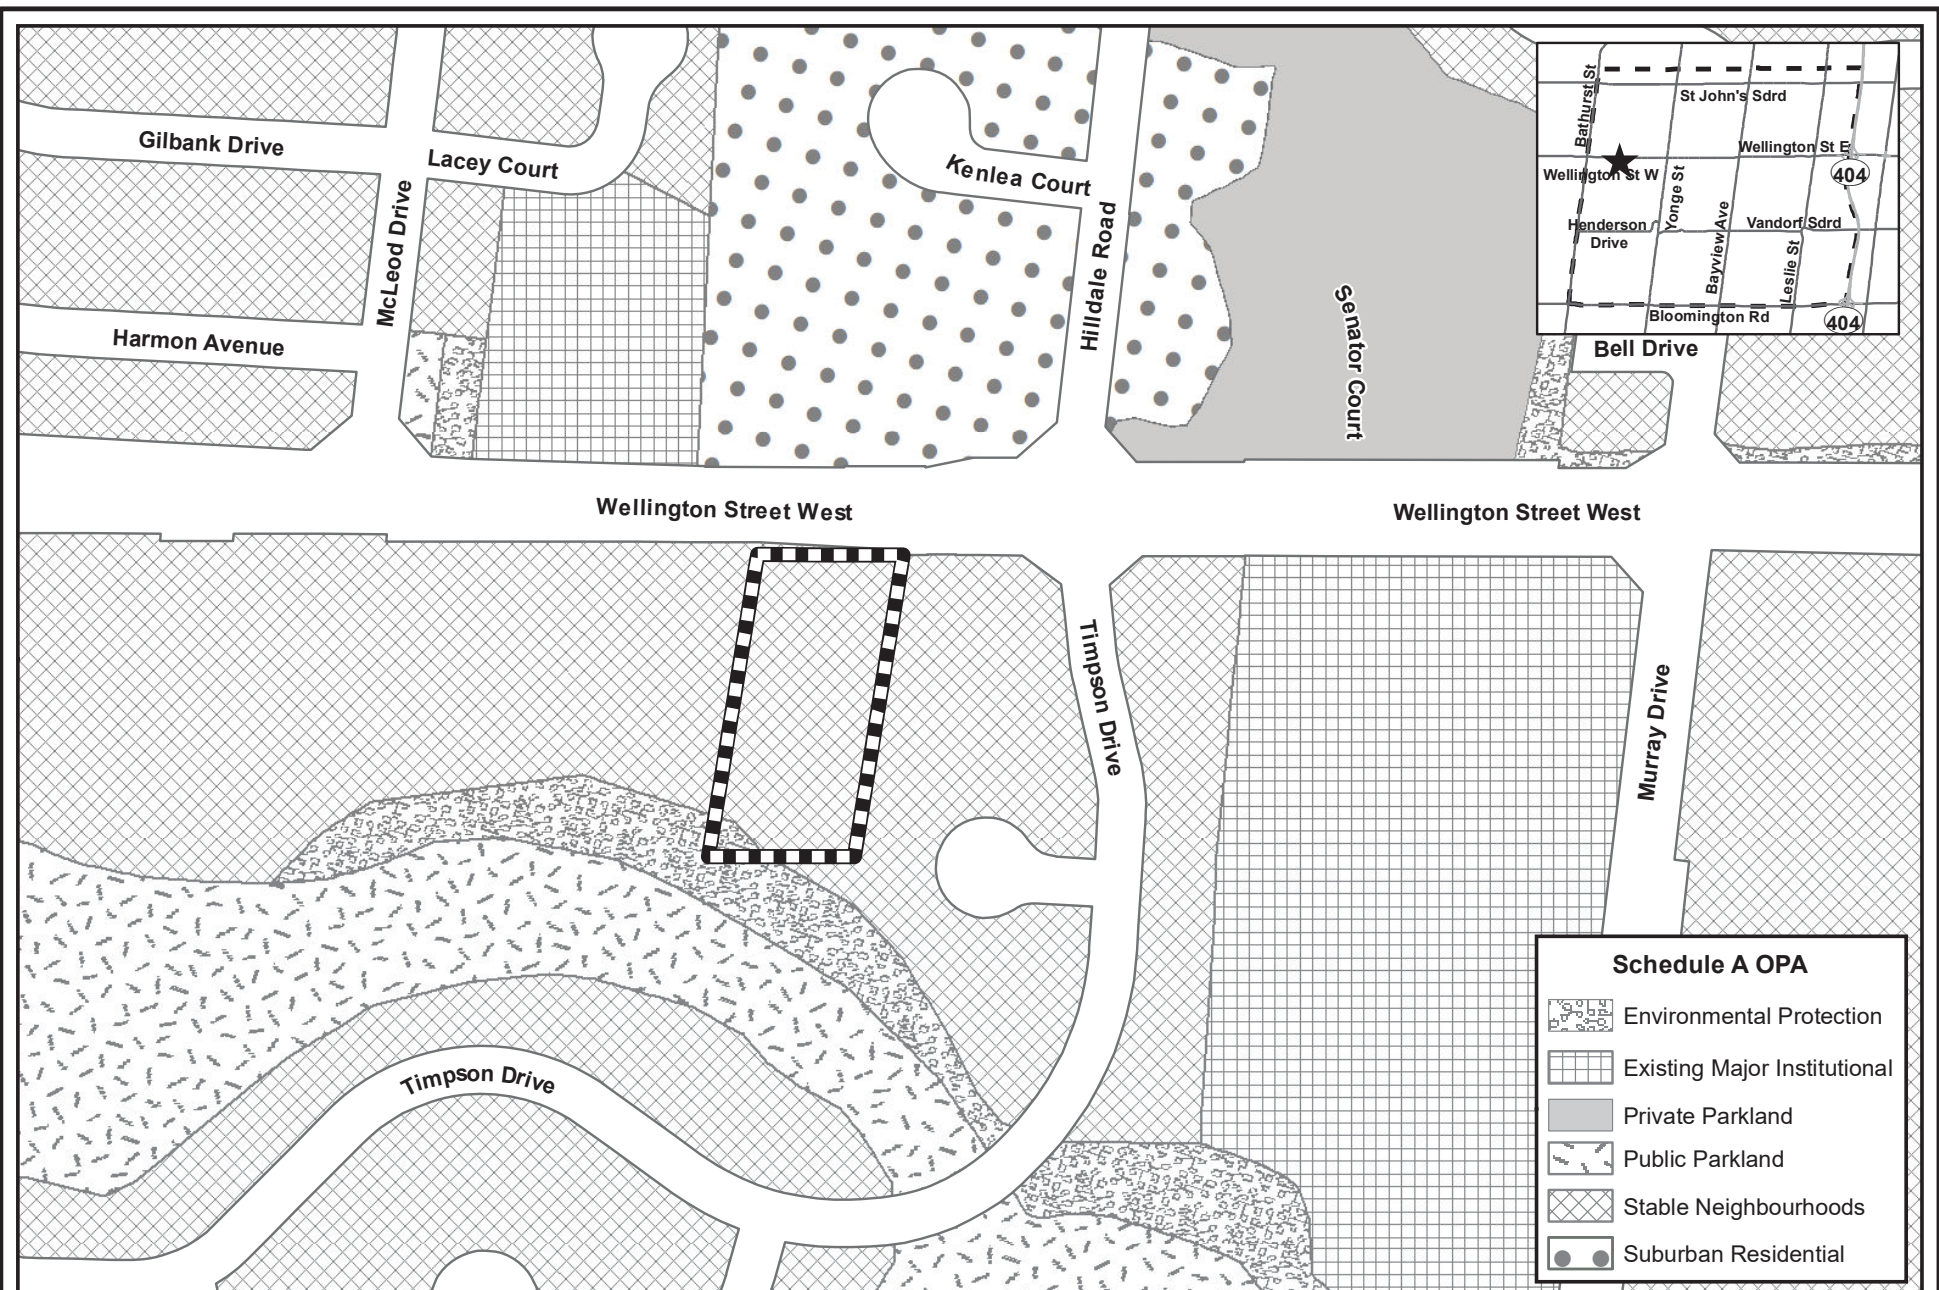 Gilbank Drive
Lacey Court
McLeod Drive
Harmon Avenue
Kenlea Court
Hilldale Road
Senator Court
Bell Drive
Wellington Street West
Wellington Street West
Timpson Drive
Murray Drive
Timpson Drive
Bathurst St
St John's Sdrd
Wellington St E
Wellington St W
404
Yonge St
Henderson
Drive
Bayview Ave
Vandorf Sdrd
Leslie St
Bloomington Rd
404
Schedule A OPA
Environmental Protection
Existing Major Institutional
Private Parkland
Public Parkland
Stable Neighbourhoods
Suburban Residential